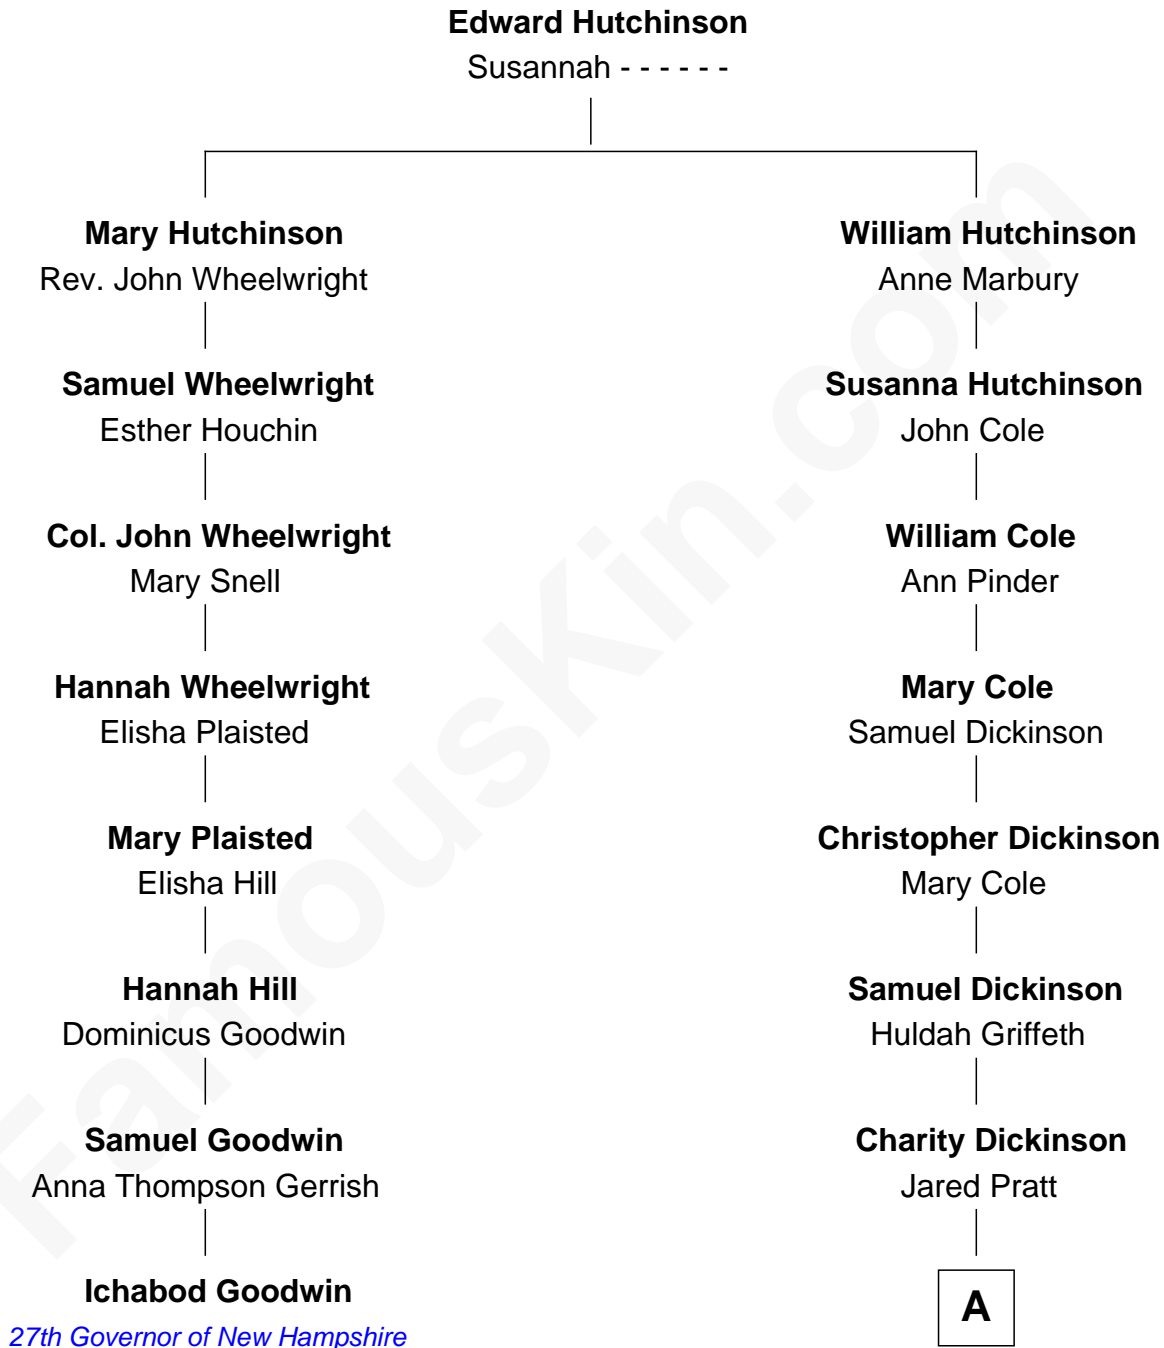 Edward Hutchinson
Susannah - - - - - -
Mary Hutchinson
Rev. John Wheelwright
William Hutchinson
Anne Marbury
Samuel Wheelwright
Esther Houchin
Susanna Hutchinson
John Cole
Col. John Wheelwright
Mary Snell
William Cole
Ann Pinder
Hannah Wheelwright
Elisha Plaisted
Mary Cole
Samuel Dickinson
Mary Plaisted
Elisha Hill
Christopher Dickinson
Mary Cole
Hannah Hill
Dominicus Goodwin
Samuel Dickinson
Huldah Griffeth
Samuel Goodwin
Anna Thompson Gerrish
Charity Dickinson
Jared Pratt
Ichabod Goodwin
27th Governor of New Hampshire
A
FamousKin.com